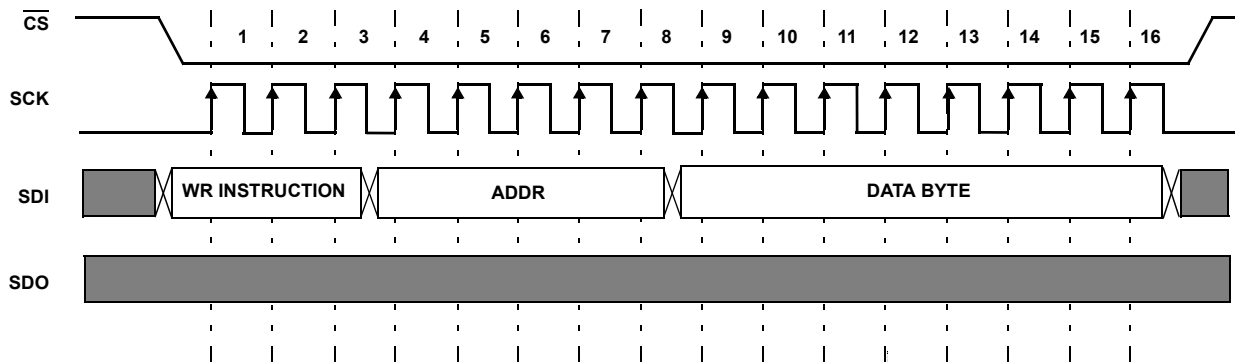 CS
1 2 3 4 5 6 7 8 9 10 11 12 13 14 15 16
SCK
SDI WR INSTRUCTION ADDR DATA BYTE
SDO